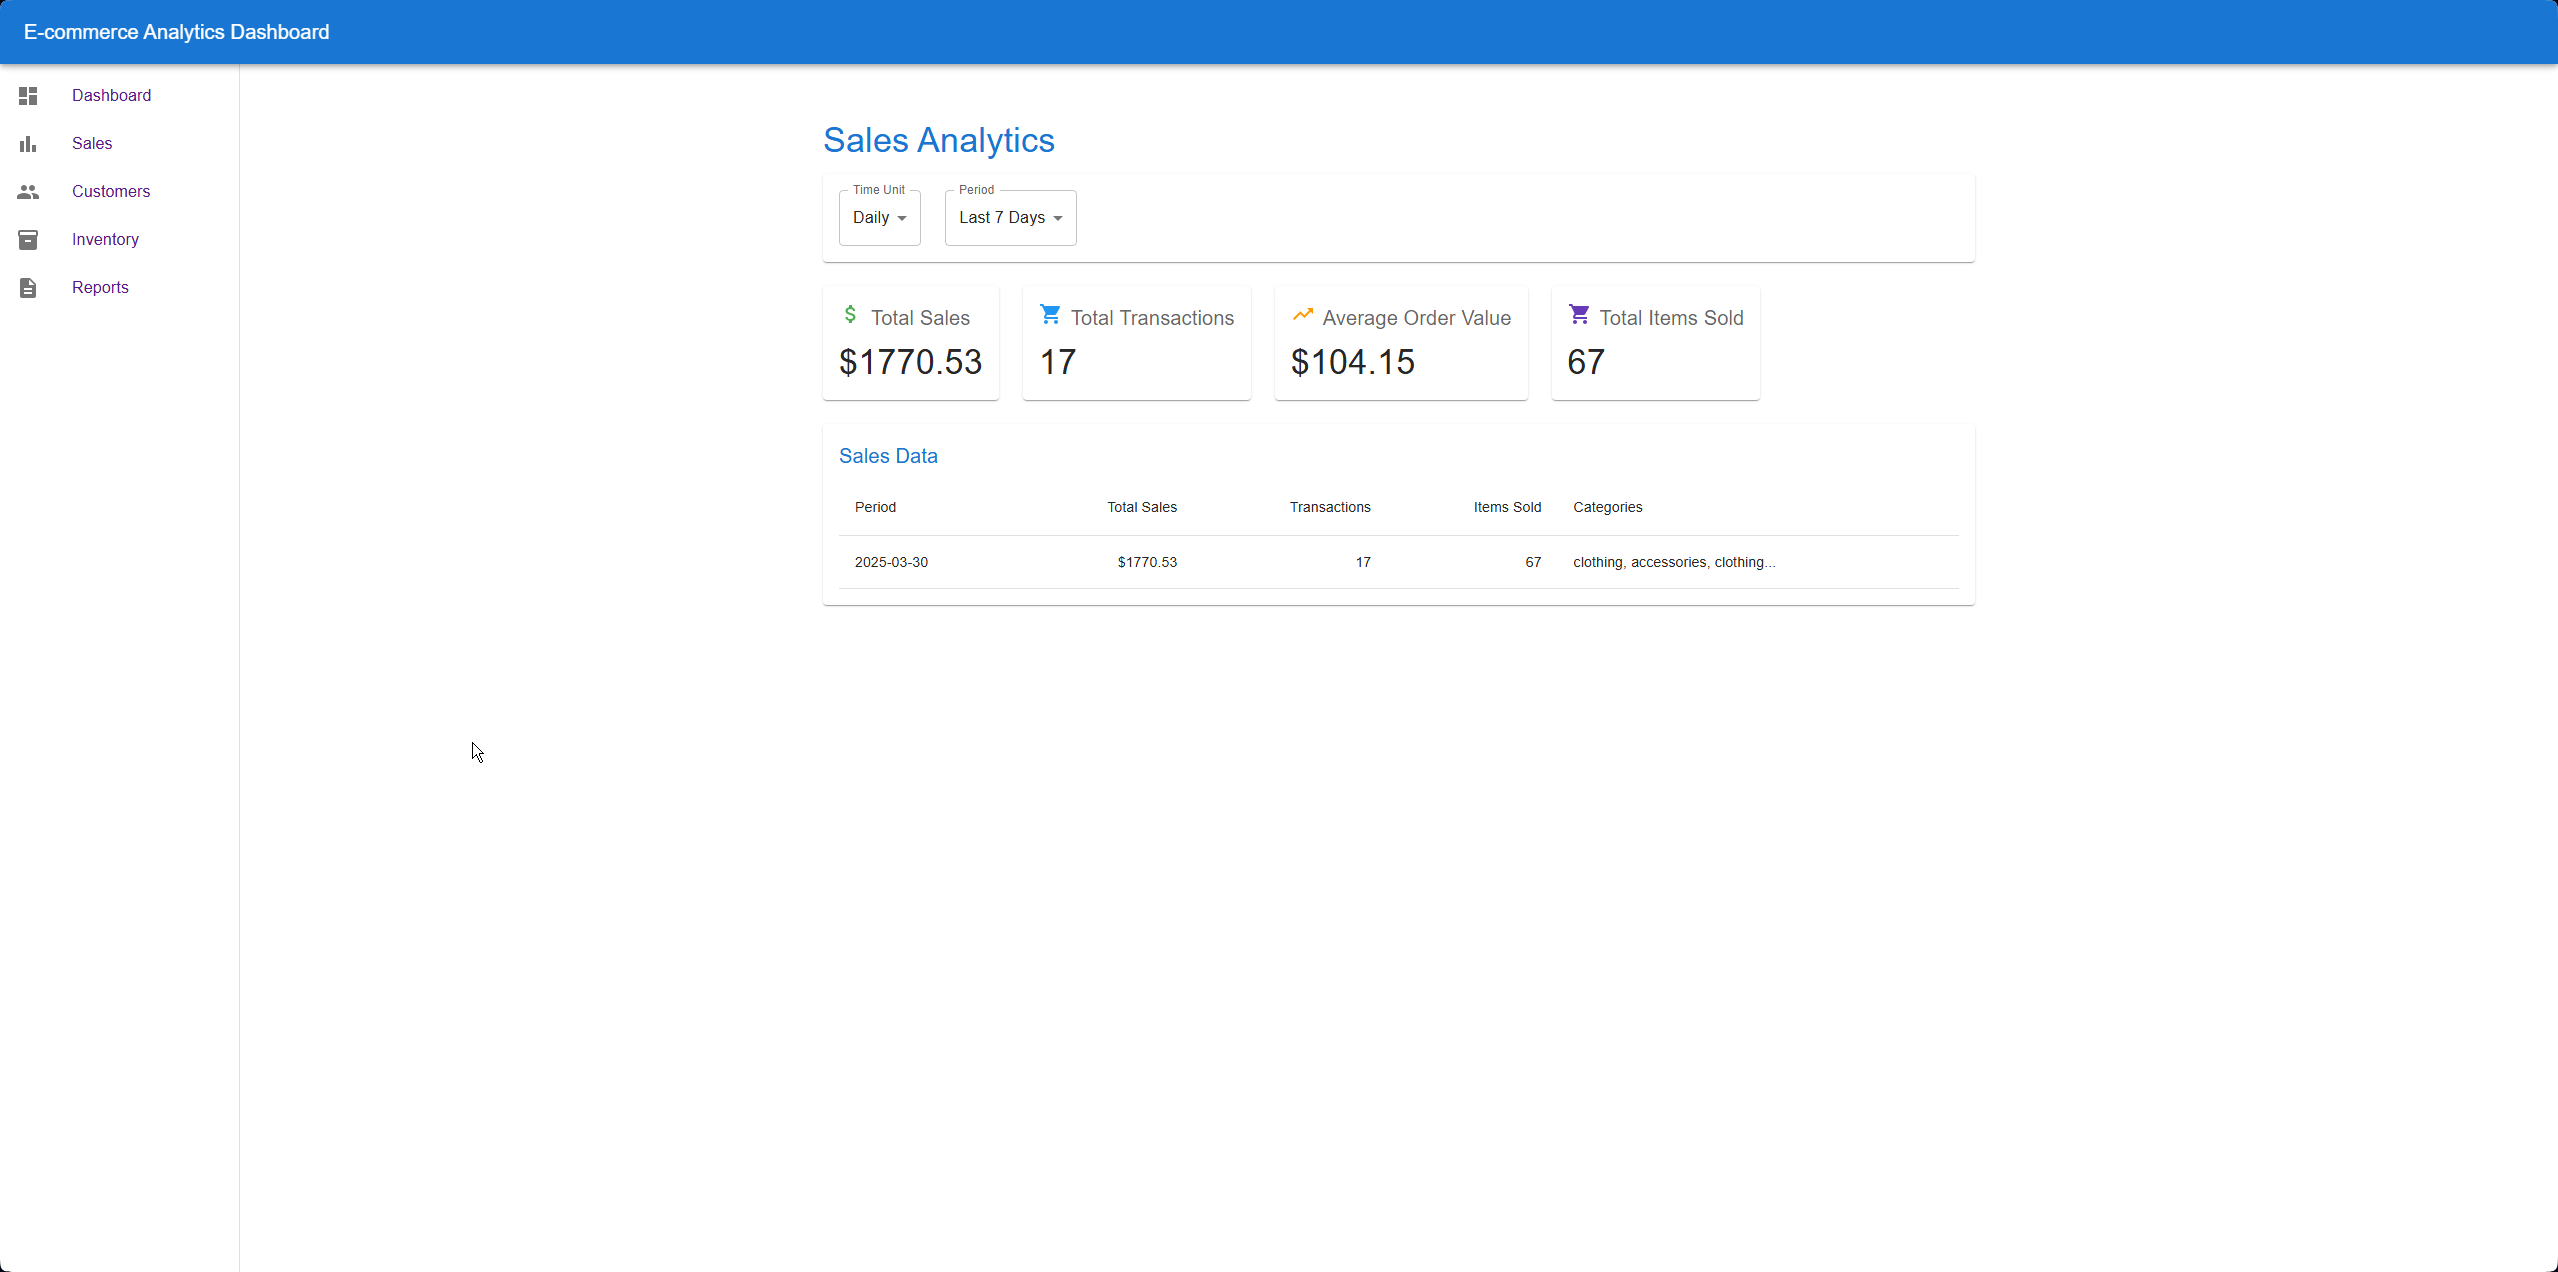 E-commerce Analytics Dashboard
Dashboard
Sales
Customers
Inventory
Reports
Sales Analytics
Time Unit Period
Daily Last 7 Days
Total Sales Total Transactions Average Order Value Total Items Sold
$1770.53 17 $104.15 67
Sales Data
Period Total Sales Transactions Items Sold Categories
2025-03-30 $1770.53 17 67 clothing, accessories, clothing...